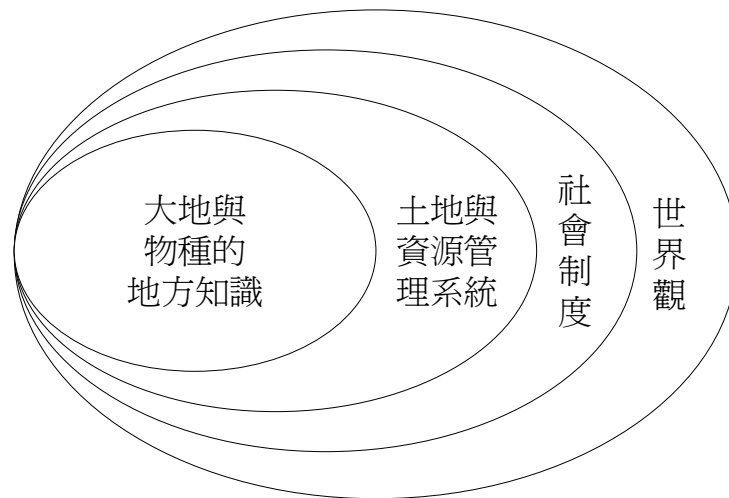 大地與
物種的
地方知識
土地與
資源管
理系統
社會制度
世界觀